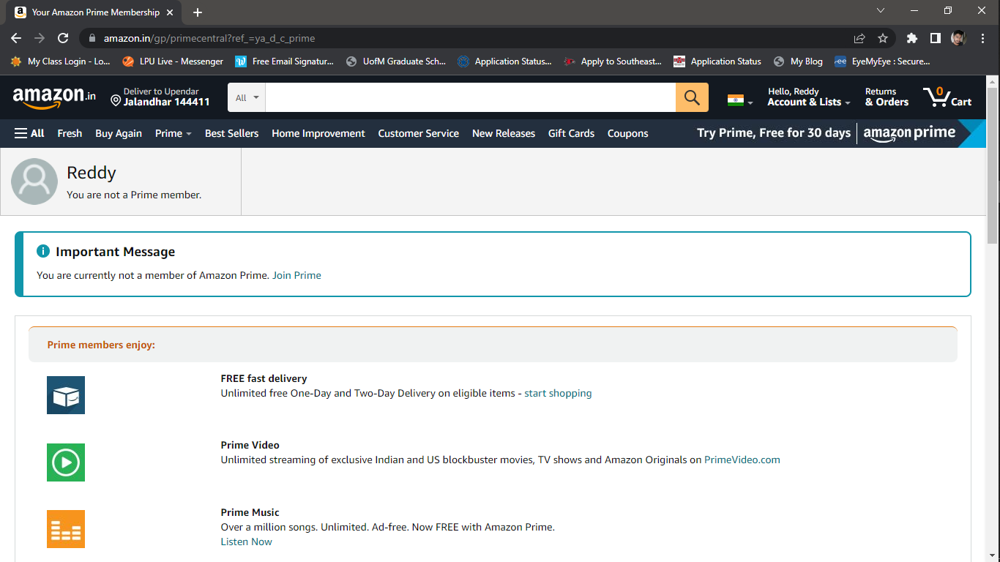 Your Amazon Prime Membership
amazon.in/gp/primecentral?ref_=ya_d_c_prime
My Class Login - Lo...
LPU Live - Messenger
Free Email Signatur...
UofM Graduate Sch...
Application Status...
Apply to Southeast...
Application Status
My Blog
EyeMyEye : Secure...
amazon.in
Deliver to Upendar
Jalandhar 144411
All
Hello, Reddy
Account & Lists
Returns
& Orders
0
Cart
All
Fresh
Buy Again
Prime
Best Sellers
Home Improvement
Customer Service
New Releases
Gift Cards
Coupons
Try Prime, Free for 30 days
amazon prime
Reddy
You are not a Prime member.
Important Message
You are currently not a member of Amazon Prime. Join Prime
Prime members enjoy:
FREE fast delivery
Unlimited free One-Day and Two-Day Delivery on eligible items - start shopping
Prime Video
Unlimited streaming of exclusive Indian and US blockbuster movies, TV shows and Amazon Originals on PrimeVideo.com
Prime Music
Over a million songs. Unlimited. Ad-free. Now FREE with Amazon Prime.
Listen Now